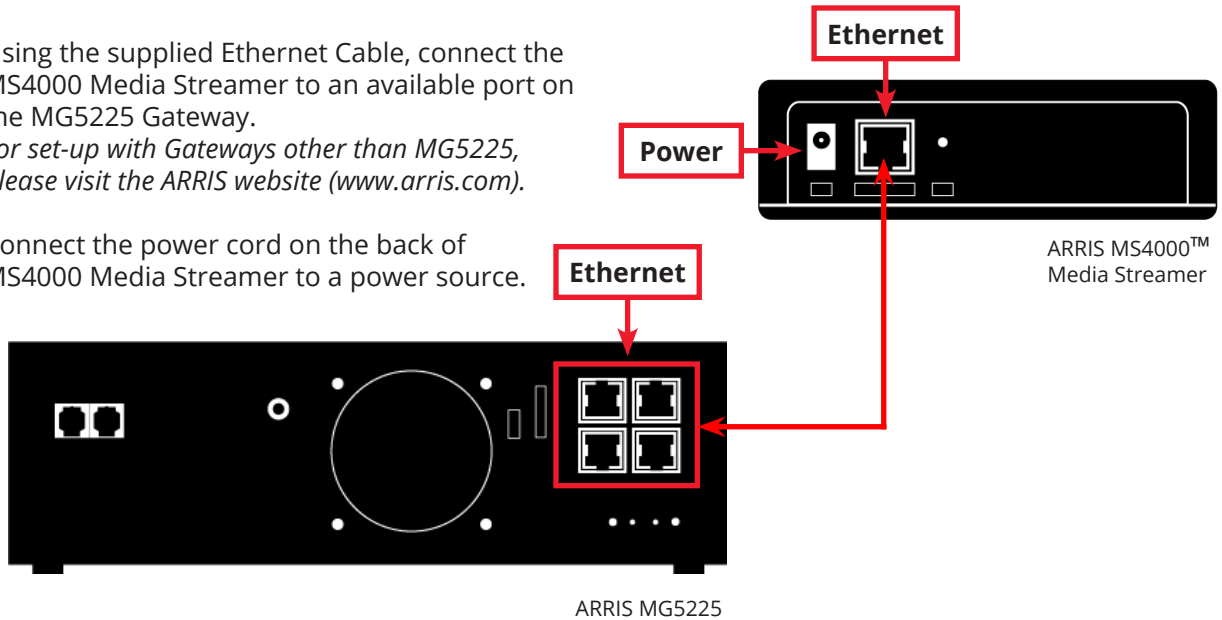 Ethernet
sing the supplied Ethernet Cable, connect the
MS4000 Media Streamer to an available port on
he MG5225 Gateway.
or set-up with Gateways other than MG5225,
lease visit the ARRIS website (www.arris.com).
Power
onnect the power cord on the back of
MS4000 Media Streamer to a power source.
Ethernet
ARRIS MS4000™
Media Streamer
ARRIS MG5225